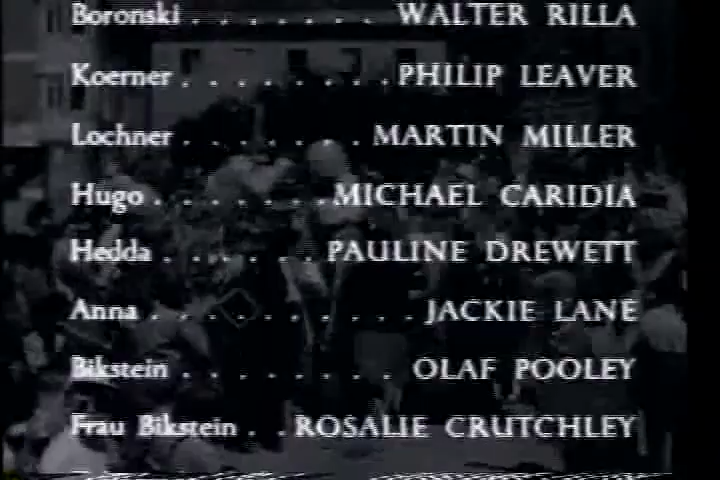 Boronski . . . . . . . WALTER RILLA
Koerner . . . . . . . . PHILIP LEAVER
Lochner . . . . . . . MARTIN MILLER
Hugo . . . . . . . MICHAEL CARIDIA
Hedda . . . . . . PAULINE DREWETT
Anna . . . . . . . . . . JACKIE LANE
Bikstein . . . . . . . . OLAF POOLEY
Frau Bikstein . . ROSALIE CRUTCHLEY